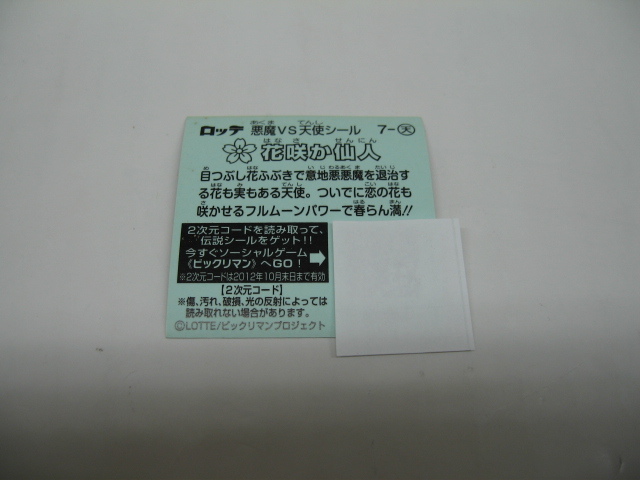 ロッテ 悪魔VS天使シール 7-天
花咲か仙人
目つぶし花ふぶきで意地悪悪魔を退治す
る花も実もある天使。ついでに恋の花も
咲かせるフルムーンパワーで春らん満!!
2次元コードを読み取って、
伝説シールをゲット!!
今すぐソーシャルゲーム
《ビックリマン》へGO!
※2次元コードは2012年10月末日まで有効
【2次元コード】
※傷、汚れ、破損、光の反射によっては
読み取れない場合があります。
©LOTTE/ビックリマンプロジェクト